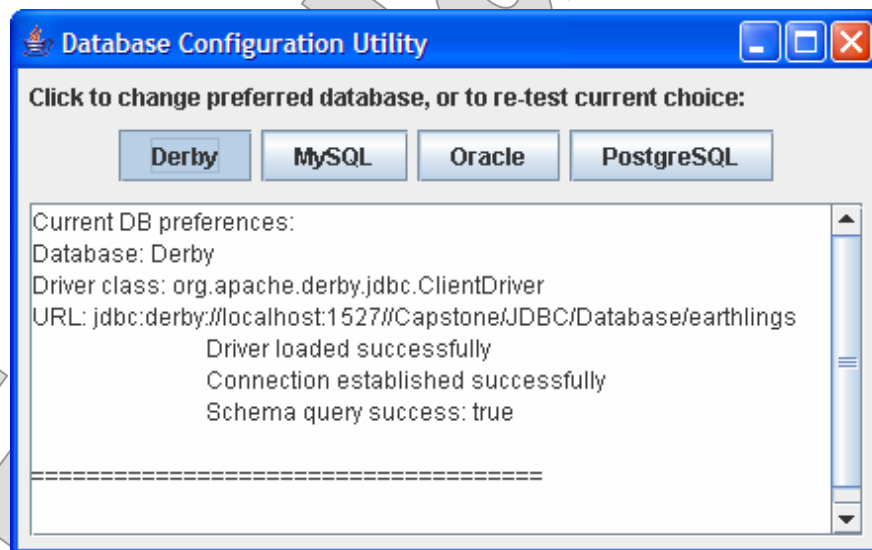 Database Configuration Utility
Click to change preferred database, or to re-test current choice:
Derby MySQL Oracle PostgreSQL
Current DB preferences:
Database: Derby
Driver class: org.apache.derby.jdbc.ClientDriver
URL: jdbc:derby://localhost:1527//Capstone/JDBC/Database/earthlings
Driver loaded successfully
Connection established successfully
Schema query success: true
=====================================